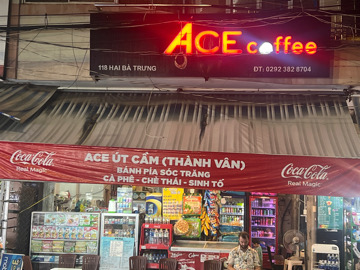 ACE coffee
118 HAI BÀ TRƯNG
ĐT: 0292 382 8704
Coca-Cola
Real Magic
ACE ÚT CẦM (THÀNH VÂN)
BÁNH PÍA SÓC TRĂNG
CÀ PHÊ - CHÈ THÁI - SINH TỐ
Coca-Cola
Real Magic